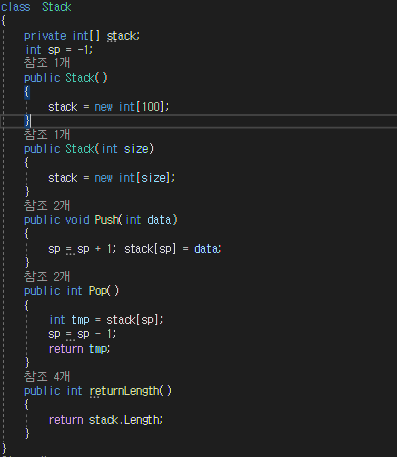 class Stack
{
private int[] stack;
int sp = -1;
참조 1개
public Stack()
{
stack = new int[100];
}
참조 1개
public Stack(int size)
{
stack = new int[size];
}
참조 2개
public void Push(int data)
{
sp = sp + 1; stack[sp] = data;
}
참조 2개
public int Pop()
{
int tmp = stack[sp];
sp = sp - 1;
return tmp;
}
참조 4개
public int returnLength()
{
return stack.Length;
}
}